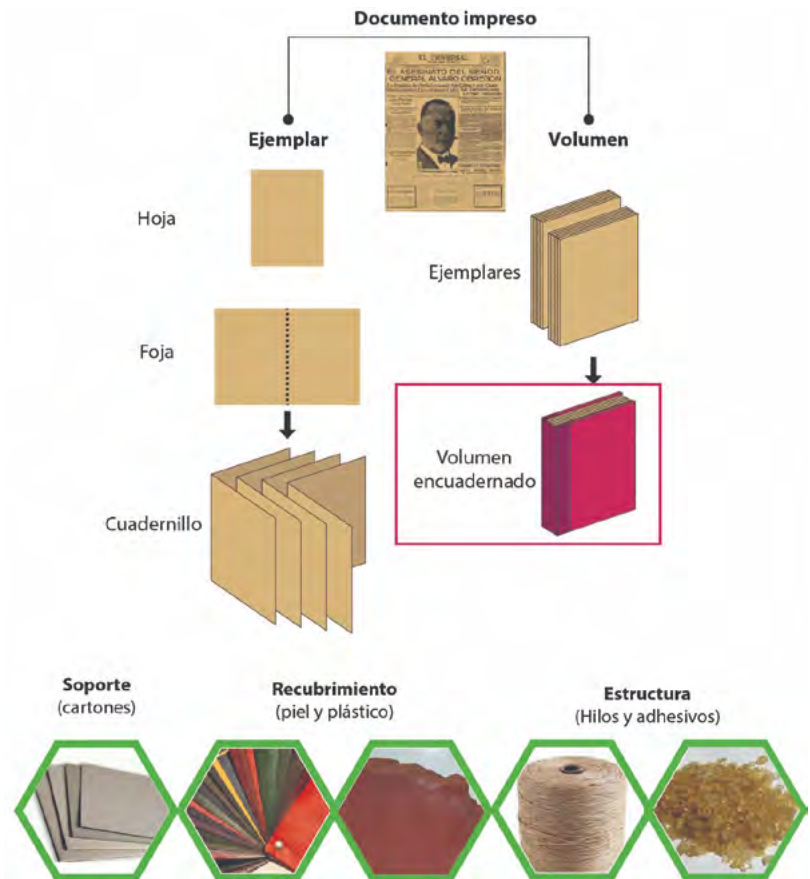 Documento impreso
EL UNIVERSAL
EL ASESINATO DEL SEÑOR
GENERAL ALVARO OBREGON
Ejemplar
Volumen
Hoja
Ejemplares
Foja
Volumen
encuadernado
Cuadernillo
Soporte
(cartones)
Recubrimiento
(piel y plástico)
Estructura
(Hilos y adhesivos)